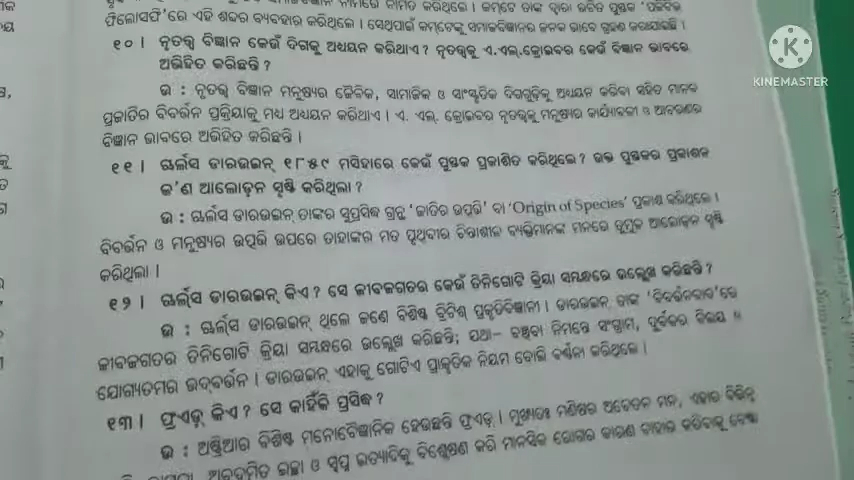 ଫିଲୋସଫି'ରେ ଏହି ଶବ୍ଦର ବ୍ୟବହାର କରିଥିଲେ । ସେଥିପାଇଁ କମ୍‌ଟେଙ୍କୁ ସମାଜବିଜ୍ଞାନର ଜନକ ଭାବେ ଗ୍ରହଣ କରାଯାଇଛି ।
୧୦। ନୃତତ୍ତ୍ୱ ବିଜ୍ଞାନ କେଉଁ ଦିଗକୁ ଅଧ୍ୟୟନ କରିଥାଏ ? ନୃତତ୍ତ୍ୱକୁ ଏ.ଏଲ୍.କ୍ରୋଇବର କେଉଁ ବିଜ୍ଞାନ ଭାବରେ
ଅଭିହିତ କରିଛନ୍ତି ?
ଉ : ନୃତତ୍ତ୍ୱ ବିଜ୍ଞାନ ମନୁଷ୍ୟର ଜୈବିକ, ସାମାଜିକ ଓ ସାଂସ୍କୃତିକ ଦିଗଗୁଡ଼ିକୁ ଅଧ୍ୟୟନ କରିବା ସହିତ ମାନବ
ପ୍ରଜାତିର ବିବର୍ତନ ପ୍ରକ୍ରିୟାକୁ ମଧ୍ୟ ଅଧ୍ୟୟନ କରିଥାଏ । ଏ. ଏଲ୍. କ୍ରୋଇବର ନୃତତ୍ତ୍ୱକୁ ମନୁଷ୍ୟର କାର୍ଯ୍ୟାବଳୀ ଓ ଆଚରଣର
ବିଜ୍ଞାନ ଭାବରେ ଅଭିହିତ କରିଛନ୍ତି ।
୧୧। ଚାର୍ଲସ ଡାରଉଇନ୍ ୧୮୫୯ ମସିହାରେ କେଉଁ ପୁସ୍ତକ ପ୍ରକାଶିତ କରିଥିଲେ ? ଉକ୍ତ ପୁସ୍ତକର ପ୍ରକାଶନ
କ'ଣ ଆଲୋଡ଼ନ ସୃଷ୍ଟି କରିଥିଲା ?
ଉ : ଚାର୍ଲସ ଡାରଉଇନ୍ ତାଙ୍କର ସୁପ୍ରସିଦ୍ଧ ଗ୍ରନ୍ଥ 'ଜାତିର ଉତ୍ପତ୍ତି' ବା 'Origin of Species' ପ୍ରକାଶ କରିଥିଲେ ।
ବିବର୍ତନ ଓ ମନୁଷ୍ୟର ଉତ୍ପତ୍ତି ଉପରେ ତାହାଙ୍କର ମତ ପୃଥିବୀର ଚିନ୍ତାଶୀଳ ବ୍ୟକ୍ତିମାନଙ୍କ ମନରେ ତୁମୁଳ ଆଲୋଡ଼ନ ସୃଷ୍ଟି
କରିଥିଲା ।
୧୨। ଚାର୍ଲସ ଡାରଉଇନ୍ କିଏ ? ସେ ଜୀବଜଗତର କେଉଁ ତିନିଗୋଟି କ୍ରିୟା ସମ୍ବନ୍ଧରେ ଉଲ୍ଲେଖ କରିଛନ୍ତି ?
ଉ : ଚାର୍ଲସ ଡାରଉଇନ୍ ଥିଲେ ଜଣେ ବିଶିଷ୍ଟ ବ୍ରିଟିଶ୍ ପ୍ରକୃତିବିଜ୍ଞାନୀ । ଡାରଉଇନ୍ ତାଙ୍କ 'ବିବର୍ତନବାଦ'ରେ
ଜୀବଜଗତର ତିନିଗୋଟି କ୍ରିୟା ସମ୍ବନ୍ଧରେ ଉଲ୍ଲେଖ କରିଛନ୍ତି; ଯଥା- ବଞ୍ଚିବା ନିମନ୍ତେ ସଂଗ୍ରାମ, ଦୁର୍ବଳର ବିଲୟ ଓ
ଯୋଗ୍ୟତମର ଉଦ୍‌ବର୍ତନ । ଡାରଉଇନ୍ ଏହାକୁ ଗୋଟିଏ ପ୍ରାକୃତିକ ନିୟମ ବୋଲି ବର୍ଣ୍ଣନା କରିଥିଲେ ।
୧୩। ଫ୍ରଏଡ୍ କିଏ ? ସେ କାହିଁକି ପ୍ରସିଦ୍ଧ ?
ଉ : ଅଷ୍ଟ୍ରିଆର ବିଶିଷ୍ଟ ମନୋବୈଜ୍ଞାନିକ ହେଉଛନ୍ତି ଫ୍ରଏଡ୍ । ମୁଖ୍ୟତଃ ମଣିଷର ଅବଚେତନ ମନ, ଏହାର ବିଭିନ୍ନ
ଅବଦମିତ ଇଚ୍ଛା ଓ ସ୍ୱପ୍ନ ଇତ୍ୟାଦିକୁ ବିଶ୍ଳେଷଣ କରି ମାନସିକ ରୋଗର କାରଣ ବାହାର କରିବାକୁ ଚେଷ୍ଟା
KINEMASTER